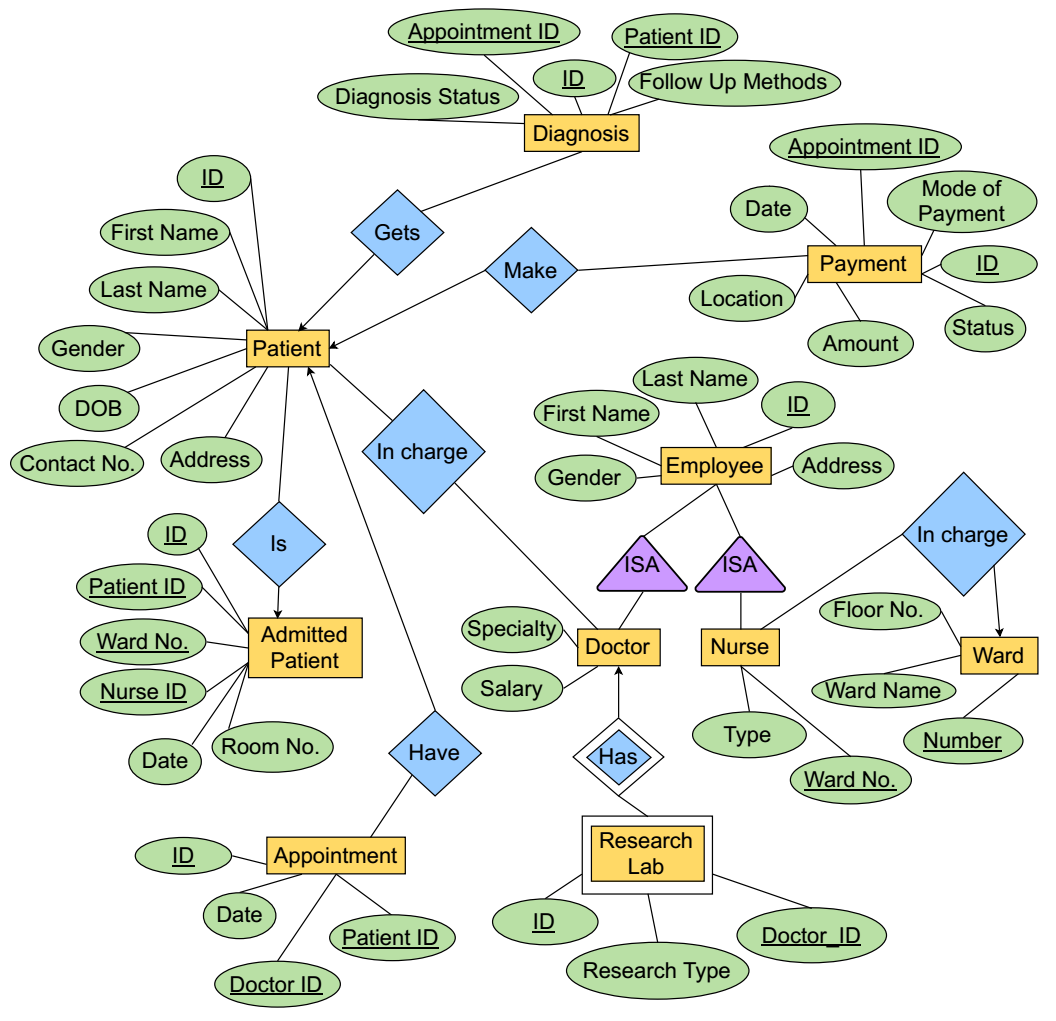 Appointment ID
Patient ID
ID
Follow Up Methods
Diagnosis Status
Diagnosis
Appointment ID
ID
Mode of
Payment
Date
First Name
Gets
Payment
ID
Make
Last Name
Location
Status
Amount
Gender
Patient
Last Name
ID
DOB
First Name
In charge
Contact No.
Address
Employee
Address
Gender
In charge
ID
Is
ISA
ISA
Patient ID
Floor No.
Specialty
Admitted
Patient
Ward No.
Doctor
Nurse
Ward
Nurse ID
Salary
Ward Name
Room No.
Date
Have
Has
Type
Number
Ward No.
ID
Appointment
Research
Lab
Date
Patient ID
ID
Doctor_ID
Doctor ID
Research Type